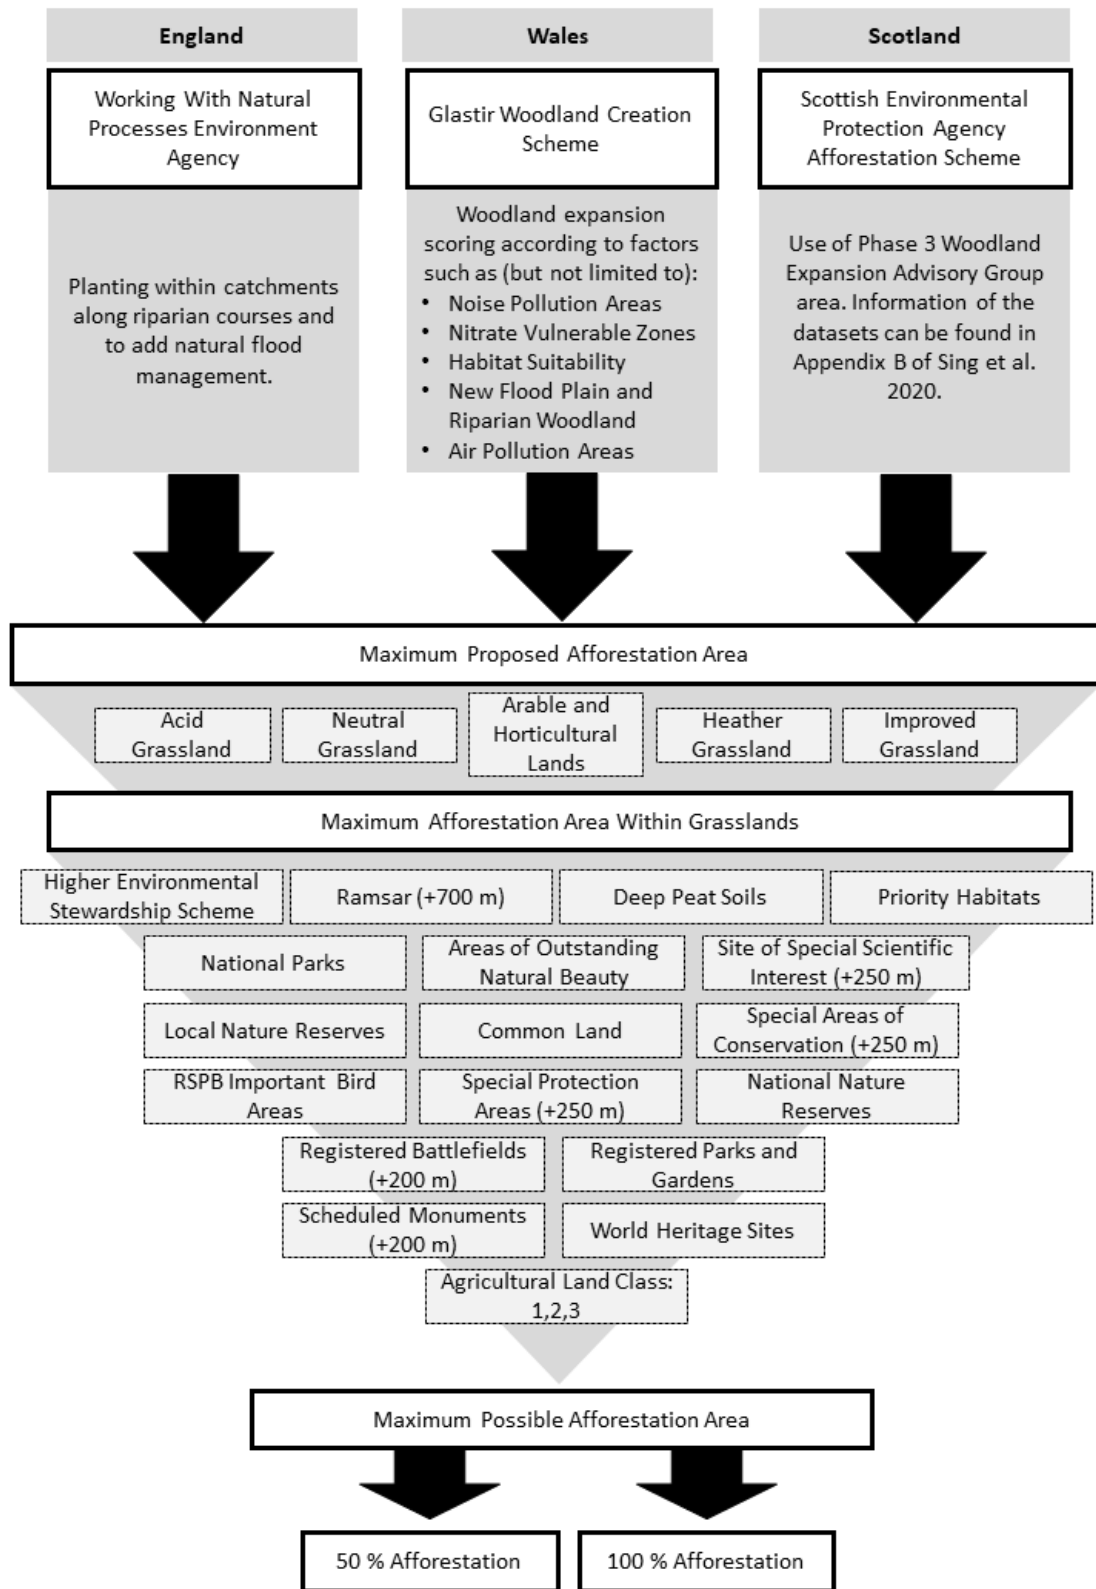 England
Wales
Scotland
Working With Natural
Processes Environment
Agency
Glastir Woodland Creation
Scheme
Scottish Environmental
Protection Agency
Afforestation Scheme
Planting within catchments
along riparian courses and
to add natural flood
management.
Woodland expansion
scoring according to factors
such as (but not limited to):
• Noise Pollution Areas
• Nitrate Vulnerable Zones
• Habitat Suitability
• New Flood Plain and
Riparian Woodland
• Air Pollution Areas
Use of Phase 3 Woodland
Expansion Advisory Group
area. Information of the
datasets can be found in
Appendix B of Sing et al.
2020.
Maximum Proposed Afforestation Area
Acid
Grassland
Neutral
Grassland
Arable and
Horticultural
Lands
Heather
Grassland
Improved
Grassland
Maximum Afforestation Area Within Grasslands
Higher Environmental
Stewardship Scheme
Ramsar (+700 m)
Deep Peat Soils
Priority Habitats
National Parks
Areas of Outstanding
Natural Beauty
Site of Special Scientific
Interest (+250 m)
Local Nature Reserves
Common Land
Special Areas of
Conservation (+250 m)
RSPB Important Bird
Areas
Special Protection
Areas (+250 m)
National Nature
Reserves
Registered Battlefields
(+200 m)
Registered Parks and
Gardens
Scheduled Monuments
(+200 m)
World Heritage Sites
Agricultural Land Class:
1,2,3
Maximum Possible Afforestation Area
50 % Afforestation
100 % Afforestation